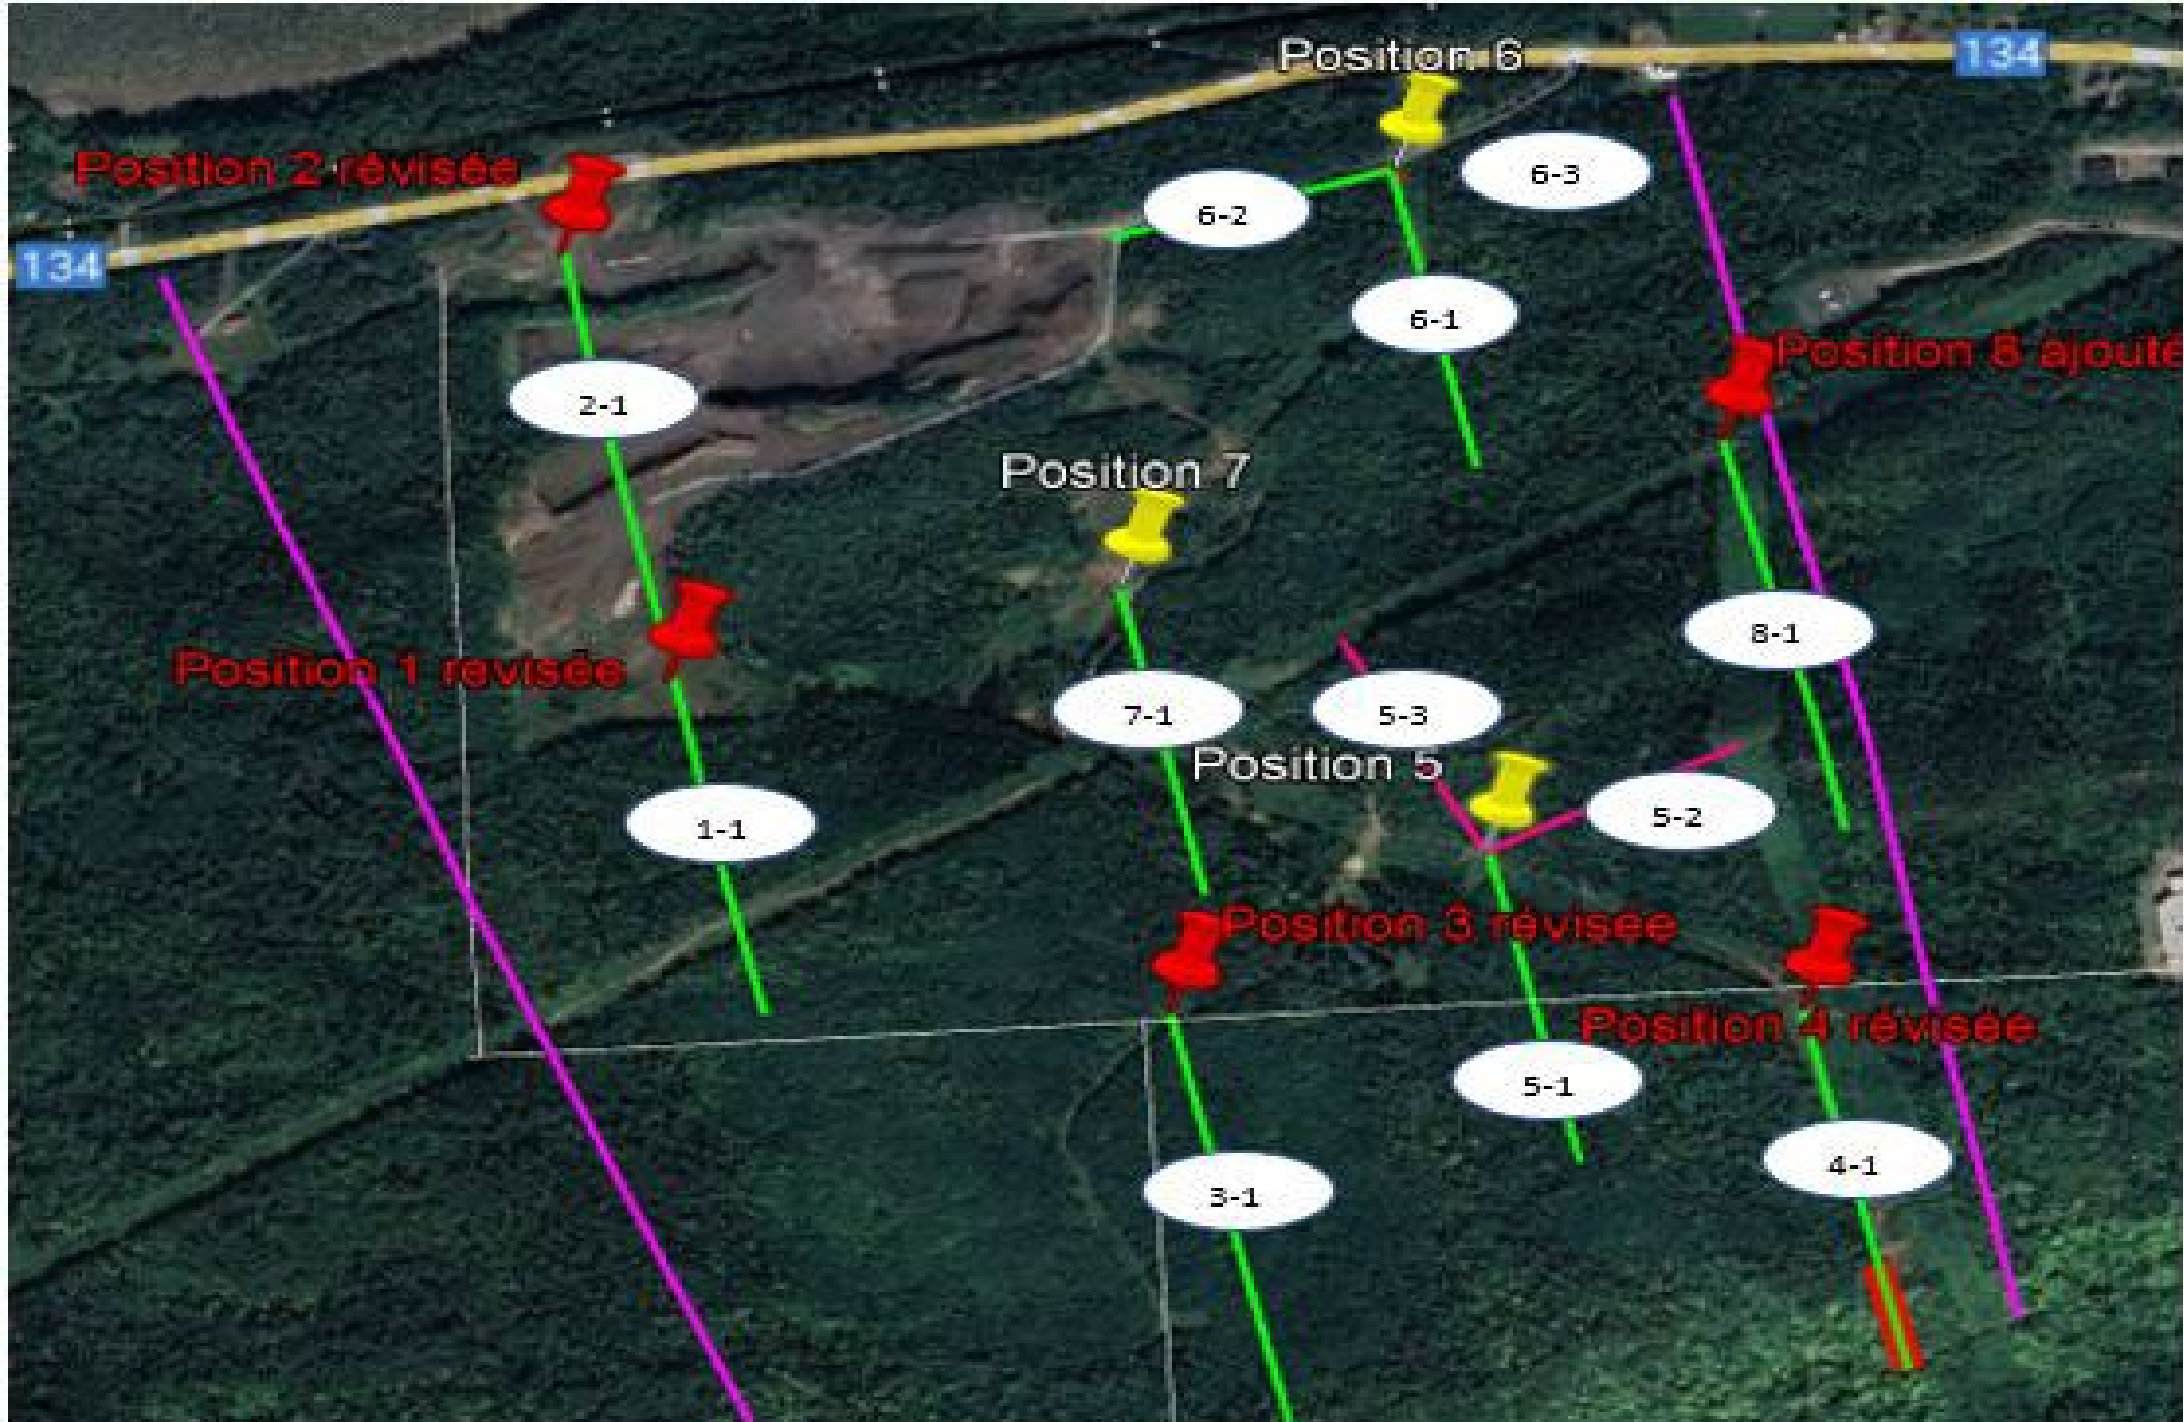 Position 6
134
Position 2 révisée
6-3
6-2
134
6-1
Position 8 ajouté
2-1
Position 7
8-1
Position 1 revisée
7-1
5-3
Position 5
5-2
1-1
Position 3 révisée
Position 4 révisée
5-1
4-1
3-1